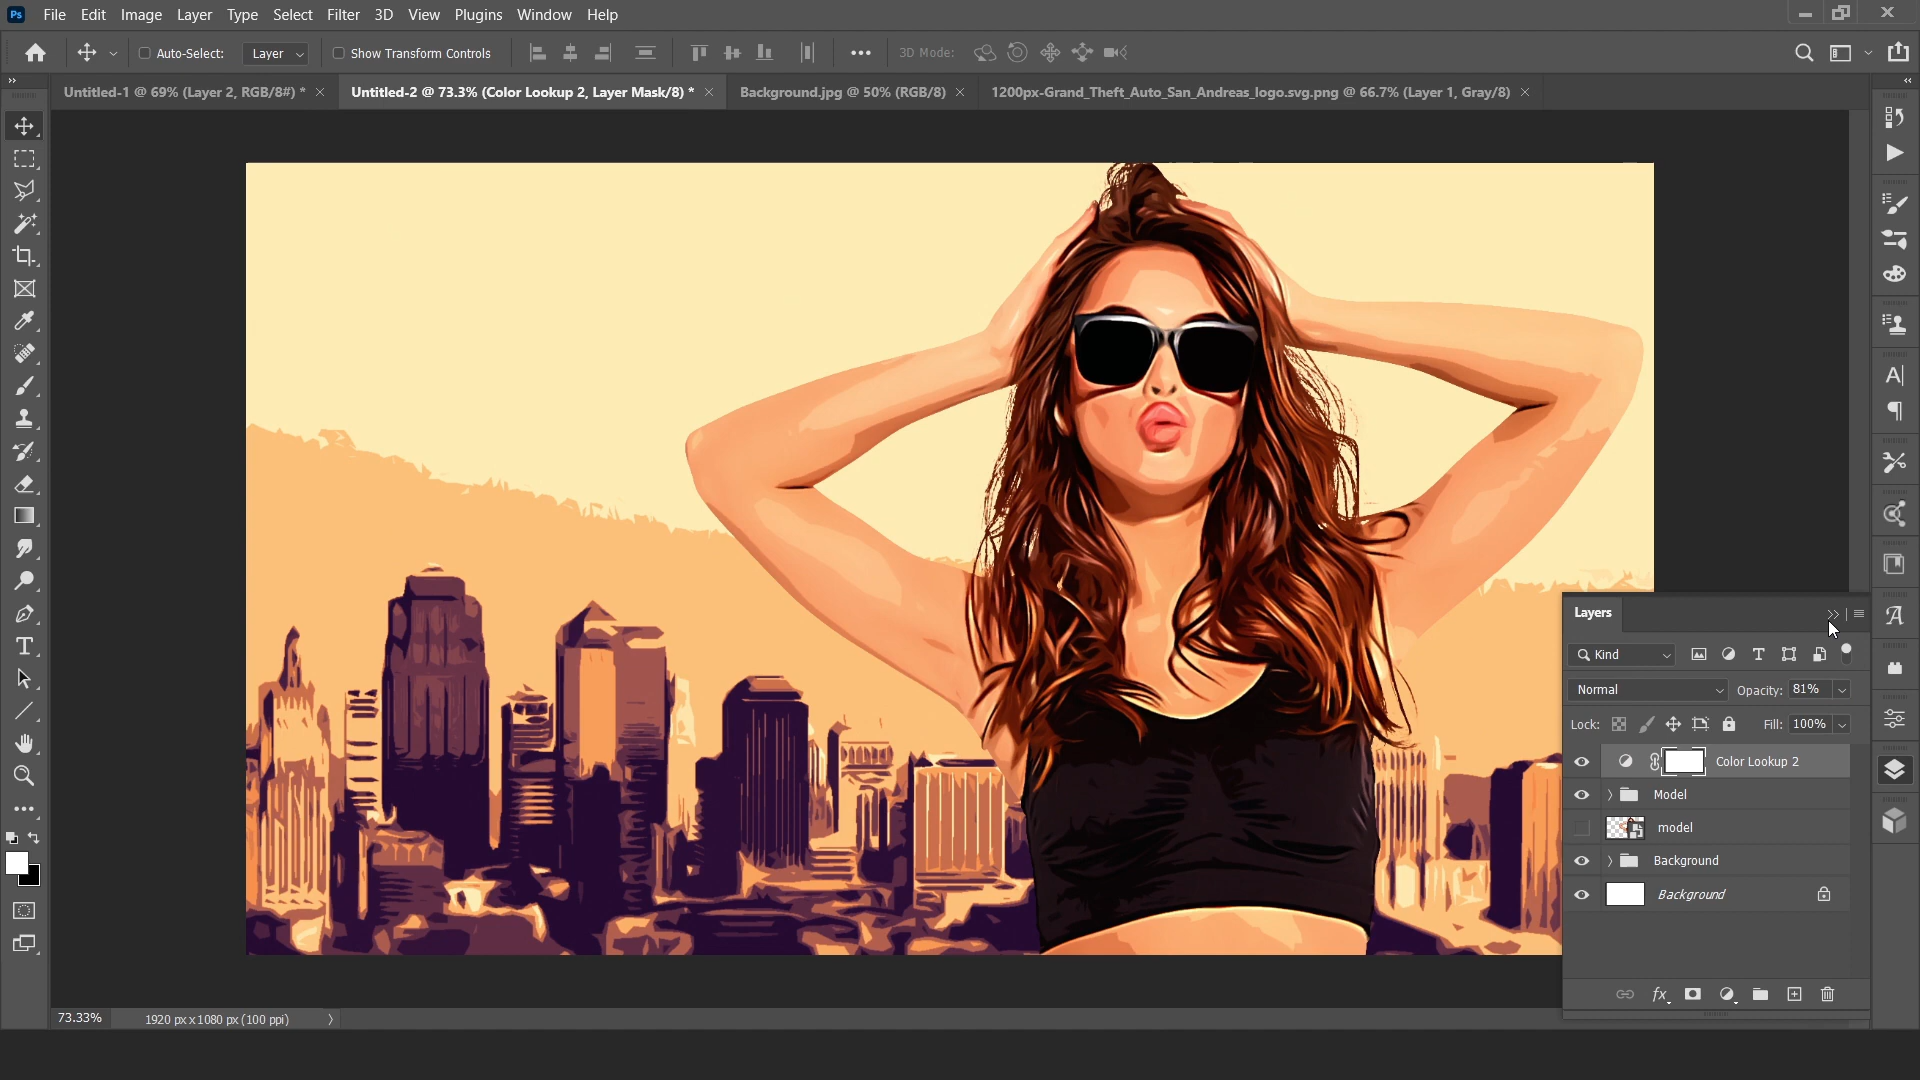 Ps File Edit Image Layer Type Select Filter 3D View Plugins Window Help
Auto-Select: Layer Show Transform Controls 3D Mode:
Untitled-1 @ 69% (Layer 2, RGB/8#) * Untitled-2 @ 73.3% (Color Lookup 2, Layer Mask/8) * Background.jpg @ 50% (RGB/8) 1200px-Grand_Theft_Auto_San_Andreas_logo.svg.png @ 66.7% (Layer 1, Gray/8)
Layers
Kind
Normal Opacity: 81%
Lock: Fill: 100%
Color Lookup 2
Model
model
Background
Background
fx
73.33% 1920 px x 1080 px (100 ppi)